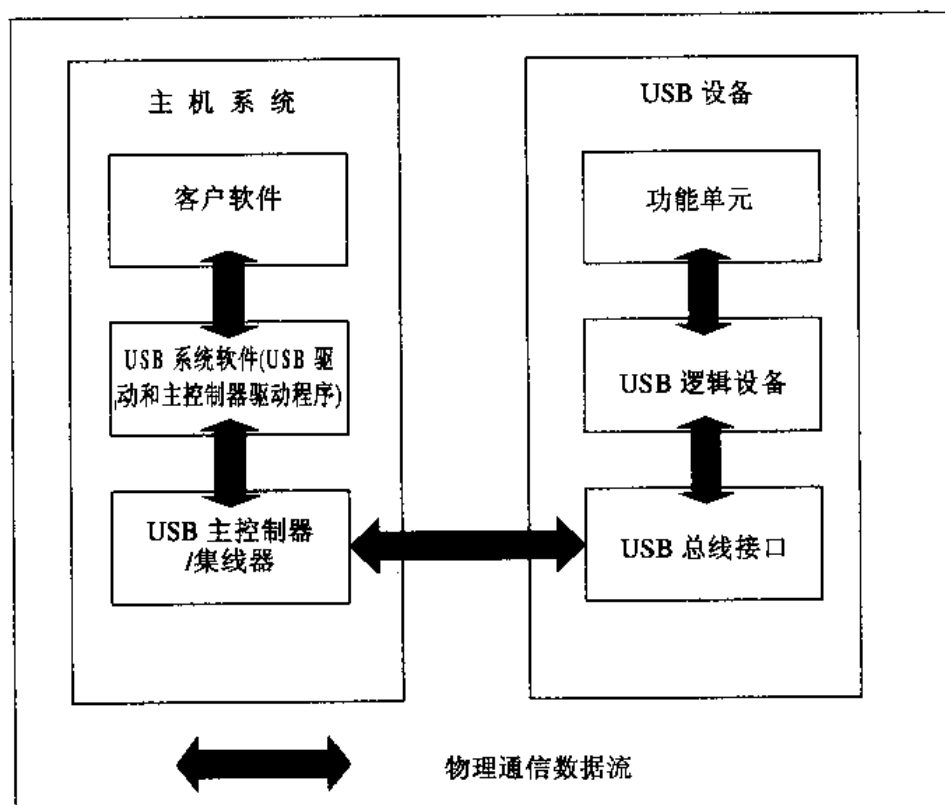 主机系统
客户软件
USB 系统软件(USB 驱
动和主控制器驱动程序)
USB 主控制器
/集线器
USB 设备
功能单元
USB 逻辑设备
USB 总线接口
物理通信数据流